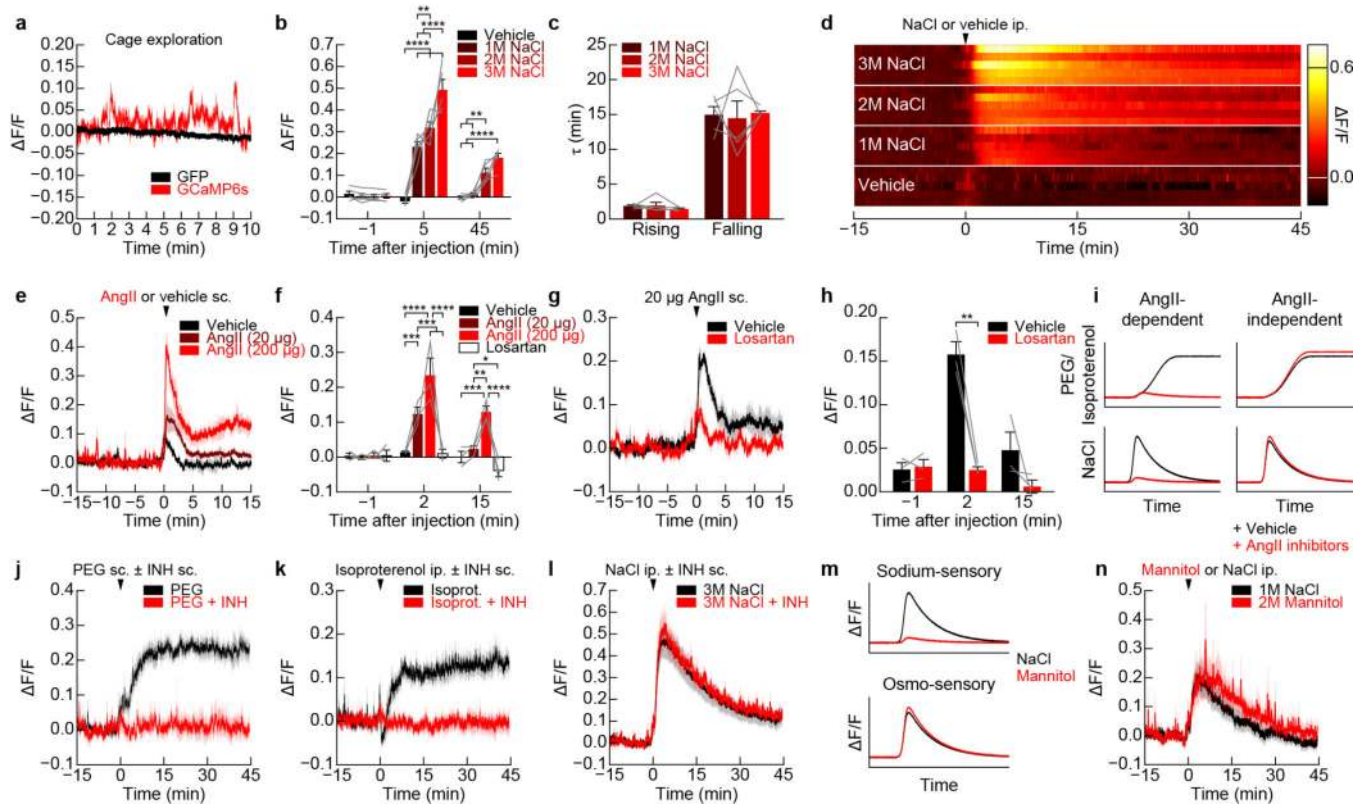 a
Cage exploration
ΔF/F
0.20
0.15
0.10
0.05
0.00
−0.05
−0.10
−0.15
−0.20
GFP
GCaMP6s
0 1 2 3 4 5 6 7 8 9 10
Time (min)
b
ΔF/F
0.7
0.6
0.5
0.4
0.3
0.2
0.1
0.0
−0.1
**
****
****
**
****
Vehicle
1M NaCl
2M NaCl
3M NaCl
−1 5 45
Time after injection (min)
c
τ (min)
25
20
15
10
5
0
1M NaCl
2M NaCl
3M NaCl
Rising Falling
d
NaCl or vehicle ip.
3M NaCl
2M NaCl
1M NaCl
Vehicle
−15 0 15 30 45
Time (min)
0.6
0.0
ΔF/F
e
AngII or vehicle sc.
ΔF/F
0.5
0.4
0.3
0.2
0.1
0.0
−0.1
Vehicle
AngII (20 µg)
AngII (200 µg)
−15 −10 −5 0 5 10 15
Time (min)
f
ΔF/F
0.4
0.3
0.2
0.1
0.0
−0.1
**** ****
***
***
*
**
*** ****
Vehicle
AngII (20 µg)
AngII (200 µg)
Losartan
−1 2 15
Time after injection (min)
g
20 µg AngII sc.
ΔF/F
0.4
0.3
0.2
0.1
0.0
−0.1
Vehicle
Losartan
−15 −10 −5 0 5 10 15
Time (min)
h
ΔF/F
0.20
0.15
0.10
0.05
0.00
**
Vehicle
Losartan
−1 2 15
Time after injection (min)
i
AngII-
dependent
AngII-
independent
PEG/
Isoproterenol
NaCl
Time Time
+ Vehicle
+ AngII inhibitors
j
PEG sc. ± INH sc.
ΔF/F
0.4
0.3
0.2
0.1
0.0
−0.1
PEG
PEG + INH
−15 0 15 30 45
Time (min)
k
Isoproterenol ip. ± INH sc.
ΔF/F
0.3
0.2
0.1
0.0
−0.1
Isoprot.
Isoprot. + INH
−15 0 15 30 45
Time (min)
l
NaCl ip. ± INH sc.
ΔF/F
0.8
0.7
0.6
0.5
0.4
0.3
0.2
0.1
0.0
−0.1
3M NaCl
3M NaCl + INH
−15 0 15 30 45
Time (min)
m
Sodium-sensory
ΔF/F
NaCl
Mannitol
Osmo-sensory
ΔF/F
Time
n
Mannitol or NaCl ip.
ΔF/F
0.5
0.4
0.3
0.2
0.1
0.0
−0.1
1M NaCl
2M Mannitol
−15 0 15 30 45
Time (min)